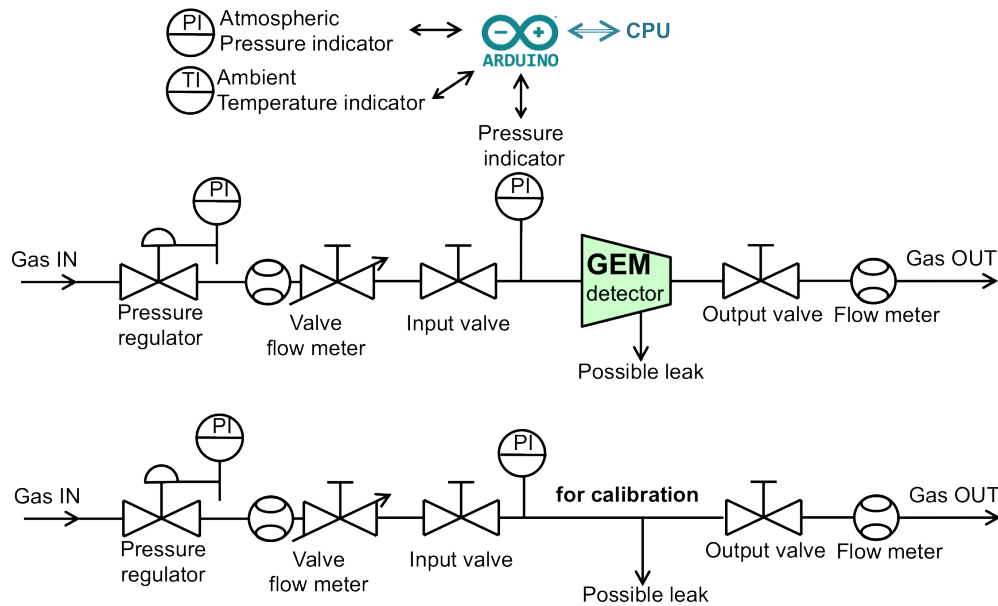 PI Atmospheric
Pressure indicator
ARDUINO
CPU
TI Ambient
Temperature indicator
Pressure
indicator
PI
PI
Gas IN
GEM
detector
Gas OUT
Pressure
regulator
Valve
flow meter
Input valve
Output valve
Flow meter
Possible leak
PI
PI
Gas IN
for calibration
Gas OUT
Pressure
regulator
Valve
flow meter
Input valve
Output valve
Flow meter
Possible leak